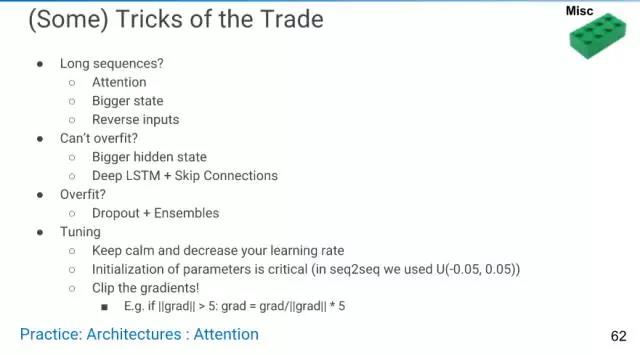 (Some) Tricks of the Trade
Misc
● Long sequences?
○ Attention
○ Bigger state
○ Reverse inputs
● Can't overfit?
○ Bigger hidden state
○ Deep LSTM + Skip Connections
● Overfit?
○ Dropout + Ensembles
● Tuning
○ Keep calm and decrease your learning rate
○ Initialization of parameters is critical (in seq2seq we used U(-0.05, 0.05))
○ Clip the gradients!
■ E.g. if ||grad|| > 5: grad = grad/||grad|| * 5
Practice: Architectures : Attention
62